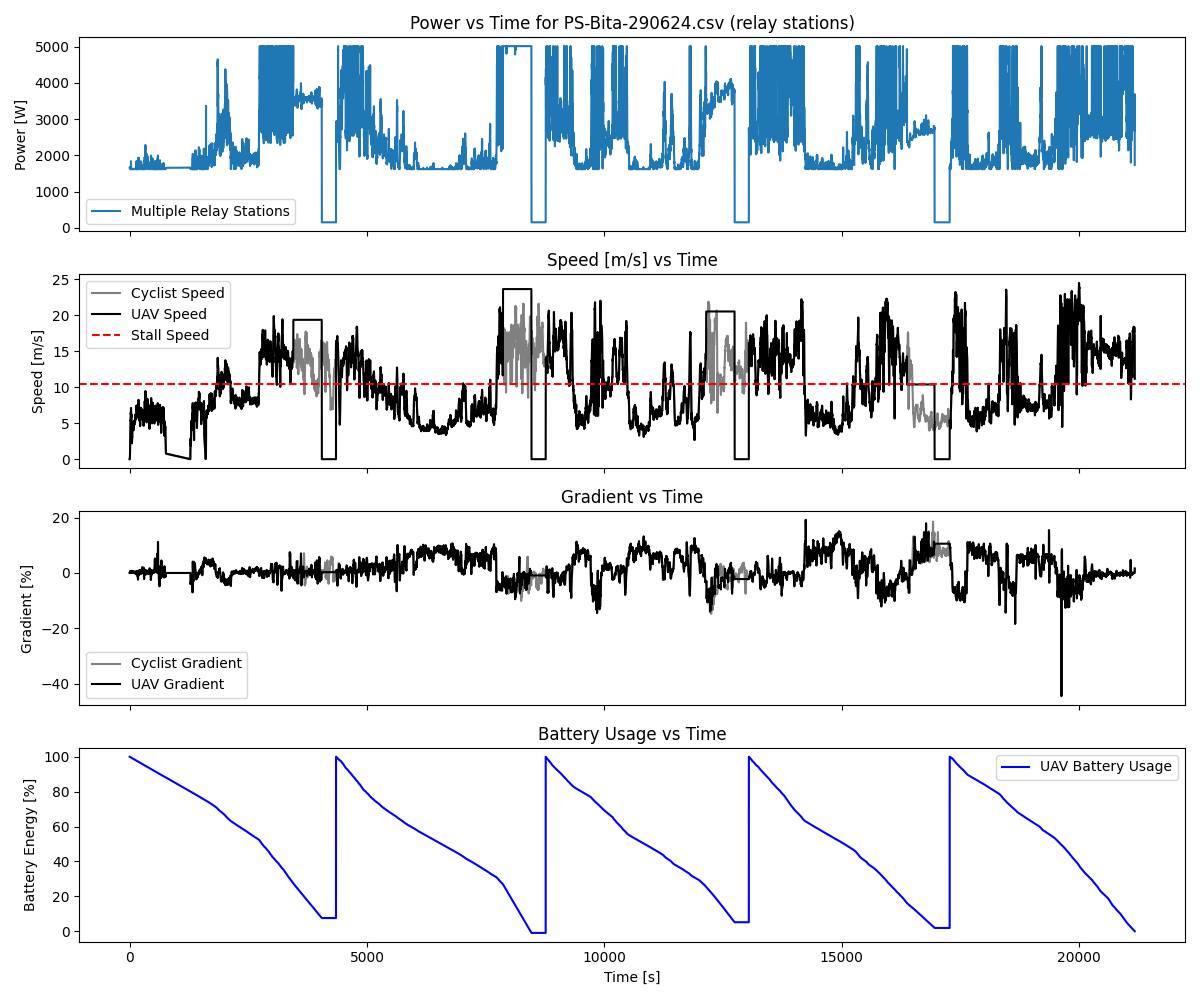 Power vs Time for PS-Bita-290624.csv (relay stations)
5000
4000
3000
2000
1000
0
Power [W]
Multiple Relay Stations
Speed [m/s] vs Time
25
20
15
10
5
0
Speed [m/s]
Cyclist Speed
UAV Speed
Stall Speed
Gradient vs Time
20
0
−20
−40
Gradient [%]
Cyclist Gradient
UAV Gradient
Battery Usage vs Time
100
80
60
40
20
0
Battery Energy [%]
UAV Battery Usage
0 5000 10000 15000 20000
Time [s]